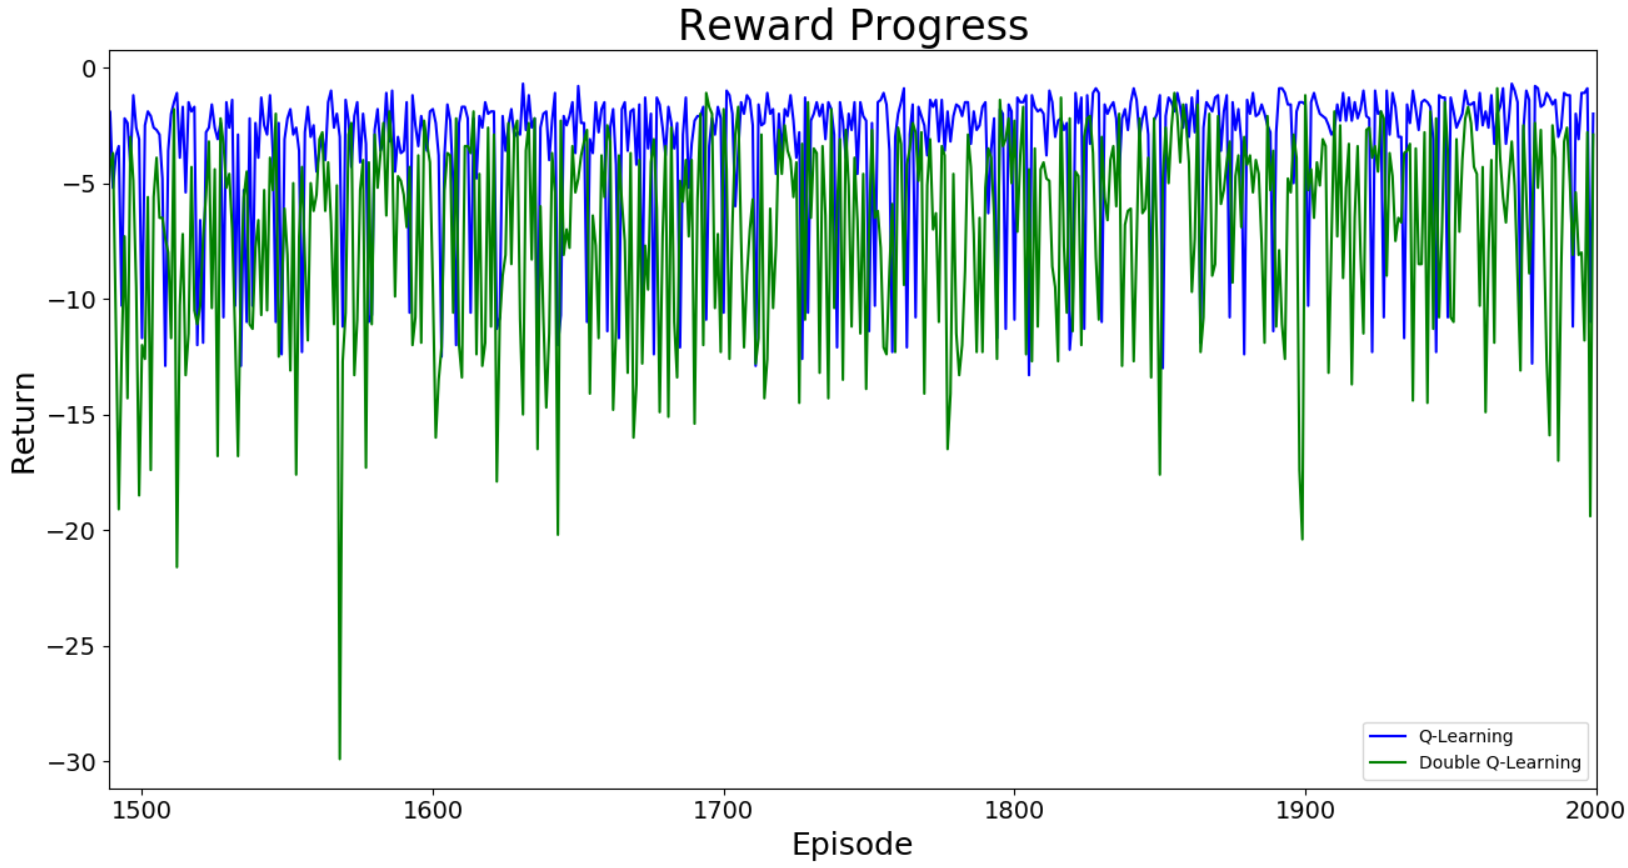 Reward Progress
Return
0
−5
−10
−15
−20
−25
−30
Q-Learning
Double Q-Learning
1500 1600 1700 1800 1900 2000
Episode